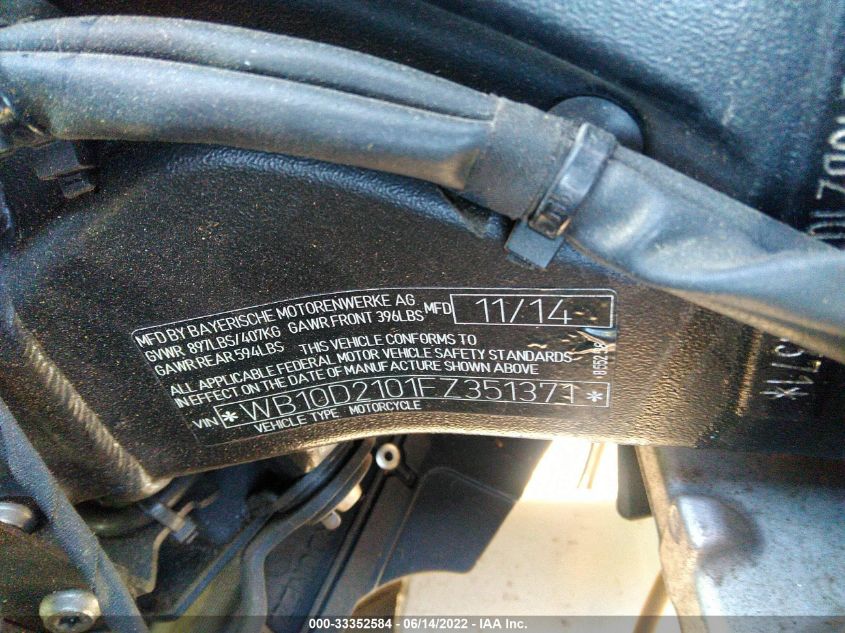 MFD BY BAYERISCHE MOTORENWERKE AG MFD 11/14
GVWR 897LBS/407KG GAWR FRONT 396LBS
GAWR REAR 594LBS THIS VEHICLE CONFORMS TO
ALL APPLICABLE FEDERAL MOTOR VEHICLE SAFETY STANDARDS
IN EFFECT ON THE DATE OF MANUFACTURE SHOWN ABOVE
VIN * WB10D2101EZ351371 *
VEHICLE TYPE MOTORCYCLE
000-33352584 / 06/14/2022 - IAA Inc.